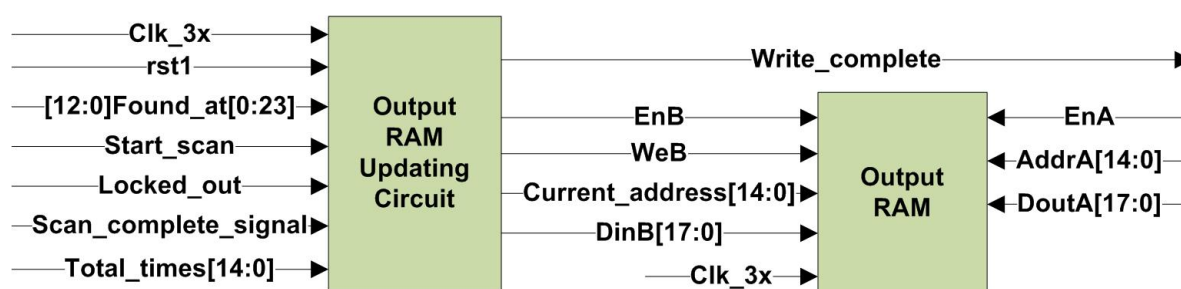 Clk_3x
rst1
[12:0]Found_at[0:23]
Start_scan
Locked_out
Scan_complete_signal
Total_times[14:0]
Output
RAM
Updating
Circuit
Write_complete
EnB
WeB
Current_address[14:0]
DinB[17:0]
Clk_3x
Output
RAM
EnA
AddrA[14:0]
DoutA[17:0]